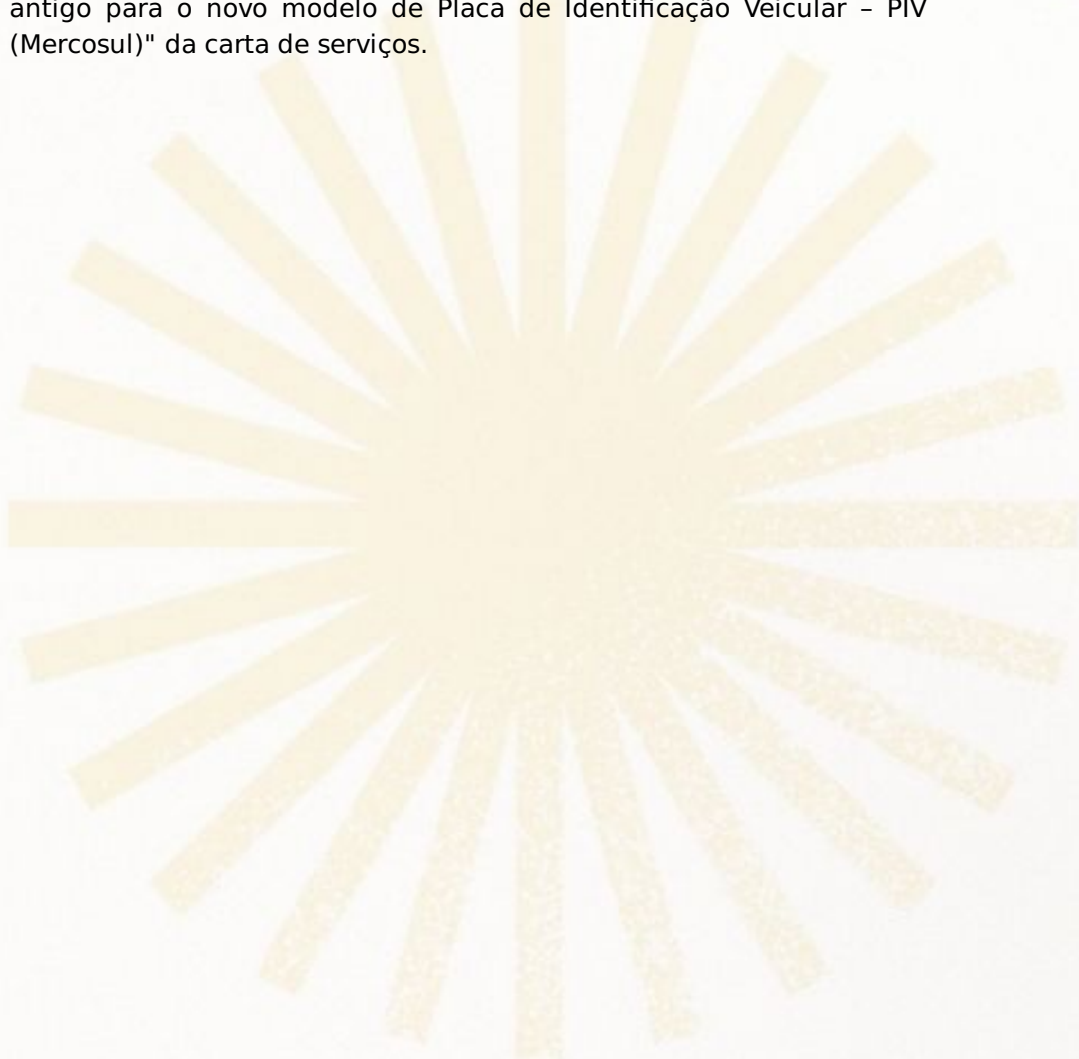 antigo para o novo modelo de Placa de Identificação Veicular – PIV
(Mercosul)" da carta de serviços.